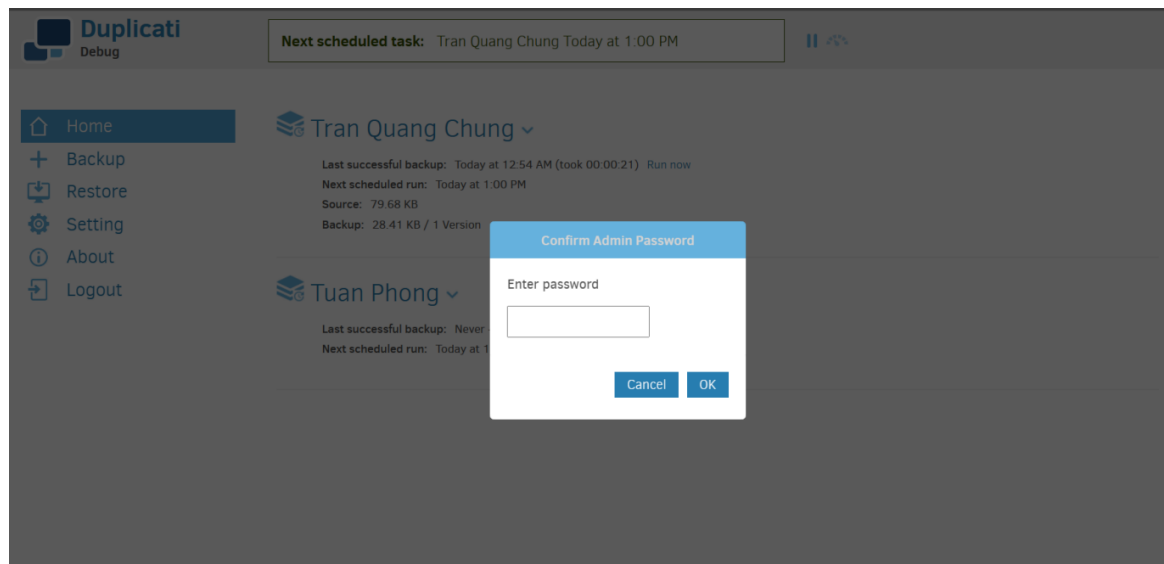 Duplicati
Debug
Next scheduled task: Tran Quang Chung Today at 1:00 PM
Home
Backup
Restore
Setting
About
Logout
Tran Quang Chung
Last successful backup: Today at 12:54 AM (took 00:00:21) Run now
Next scheduled run: Today at 1:00 PM
Source: 79.68 KB
Backup: 28.41 KB / 1 Version
Tuan Phong
Last successful backup: Never
Next scheduled run: Today at 1
Confirm Admin Password
Enter password
Cancel OK